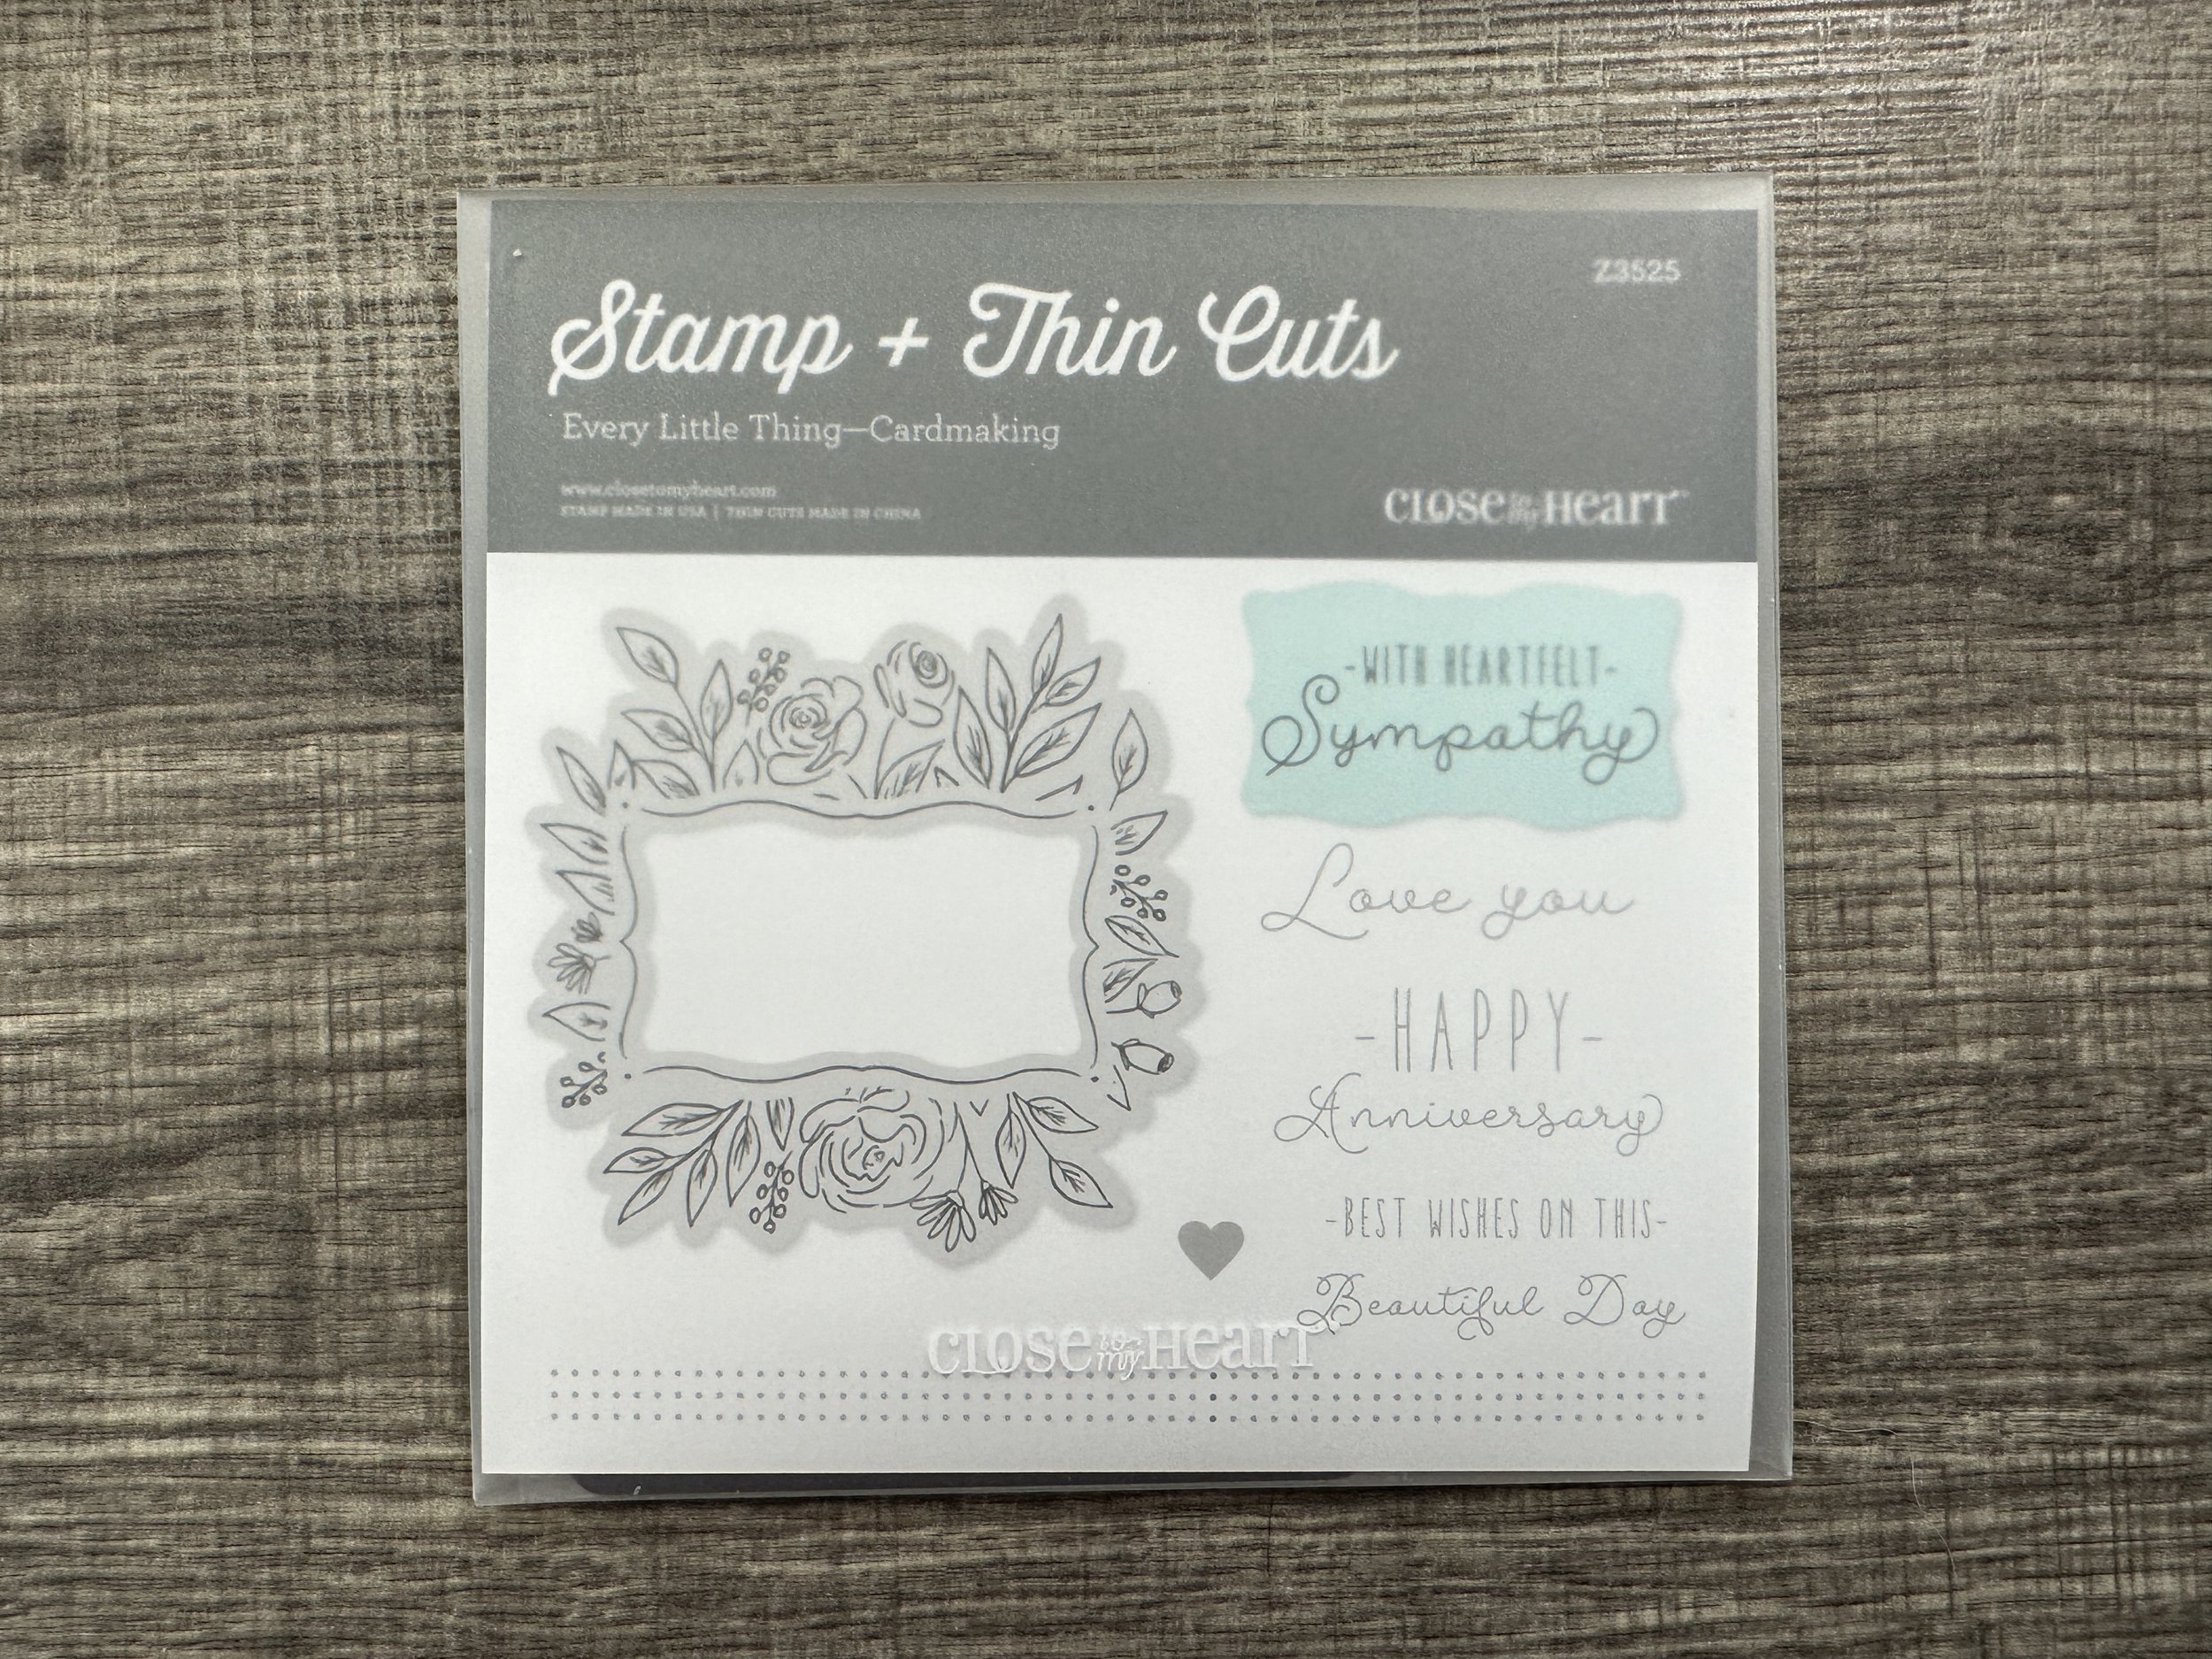 Z3525
Stamp + Thin Cuts
Every Little Thing—Cardmaking
www.closetomyheart.com
STAMP MADE IN USA | THIN CUTS MADE IN CHINA
CLOSE to my HEART™
-WITH HEARTFELT-
Sympathy
Love you
-HAPPY-
Anniversary
-BEST WISHES ON THIS-
Beautiful Day
CLOSE to my HEART™